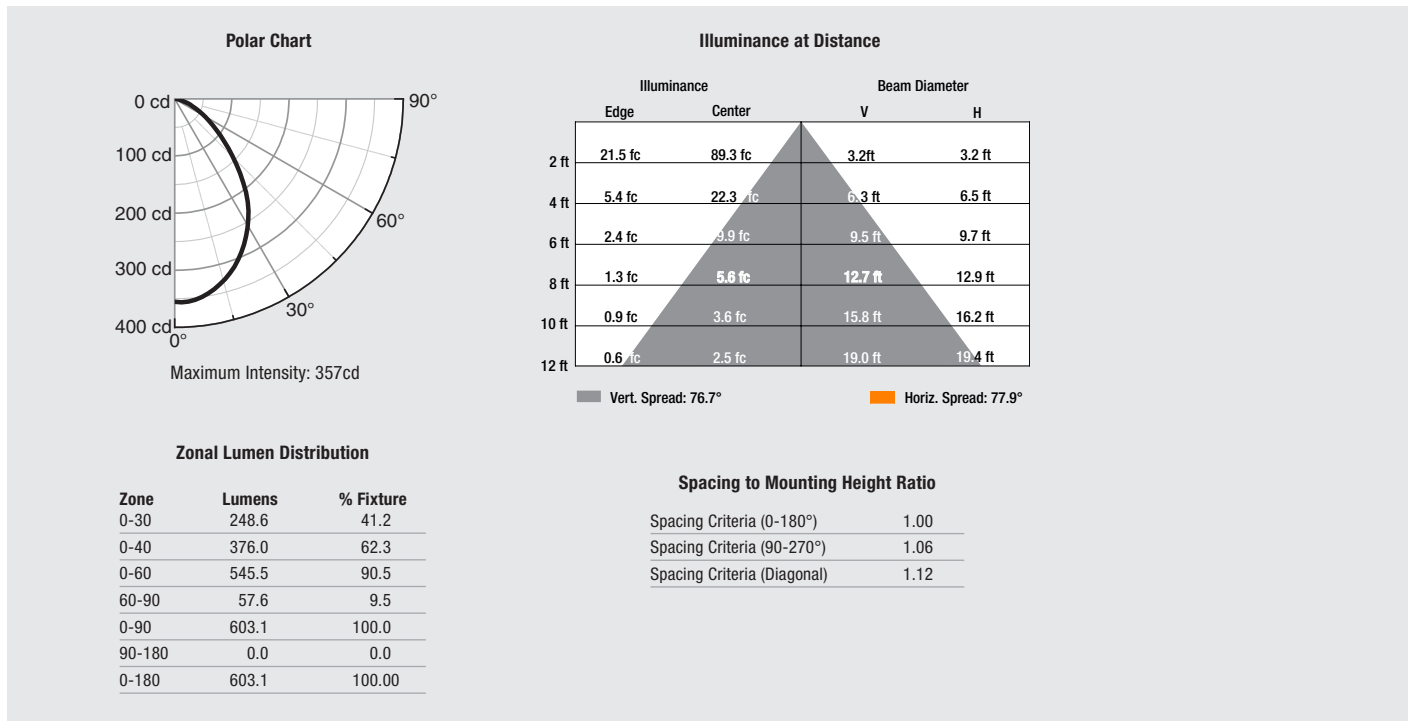 Polar Chart
0 cd
90°
100 cd
200 cd
60°
300 cd
30°
400 cd
0°
Maximum Intensity: 357cd
Illuminance at Distance
Illuminance Beam Diameter
Edge Center V H
2 ft 21.5 fc 89.3 fc 3.2ft 3.2 ft
4 ft 5.4 fc 22.3 fc 6.3 ft 6.5 ft
6 ft 2.4 fc 9.9 fc 9.5 ft 9.7 ft
8 ft 1.3 fc 5.6 fc 12.7 ft 12.9 ft
10 ft 0.9 fc 3.6 fc 15.8 ft 16.2 ft
12 ft 0.6 fc 2.5 fc 19.0 ft 19.4 ft
Vert. Spread: 76.7° Horiz. Spread: 77.9°
Zonal Lumen Distribution
Zone Lumens % Fixture
0-30 248.6 41.2
0-40 376.0 62.3
0-60 545.5 90.5
60-90 57.6 9.5
0-90 603.1 100.0
90-180 0.0 0.0
0-180 603.1 100.00
Spacing to Mounting Height Ratio
Spacing Criteria (0-180°) 1.00
Spacing Criteria (90-270°) 1.06
Spacing Criteria (Diagonal) 1.12